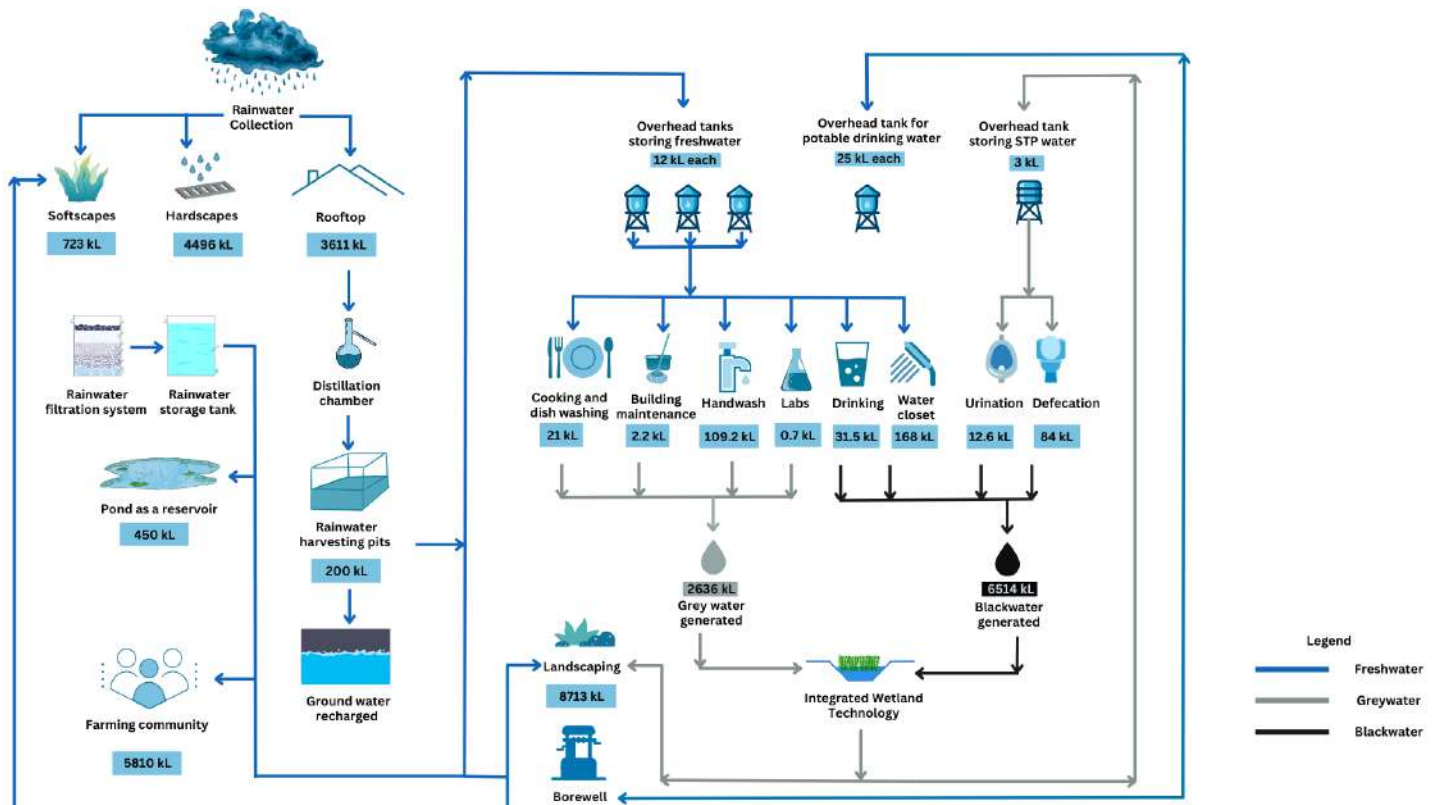 Rainwater
Collection
Softscapes
723 kL
Hardscapes
4496 kL
Rooftop
3611 kL
Rainwater
filtration system
Rainwater
storage tank
Distillation
chamber
Pond as a reservoir
450 kL
Rainwater
harvesting pits
200 kL
Farming community
5810 kL
Ground water
recharged
Overhead tanks
storing freshwater
12 kL each
Overhead tank for
potable drinking water
25 kL each
Overhead tank
storing STP water
3 kL
Cooking and
dish washing
21 kL
Building
maintenance
2.2 kL
Handwash
109.2 kL
Labs
0.7 kL
Drinking
31.5 kL
Water
closet
168 kL
Urination
12.6 kL
Defecation
84 kL
2636 kL
Grey water
generated
6514 kL
Blackwater
generated
Landscaping
8713 kL
Integrated Wetland
Technology
Borewell
Legend
Freshwater
Greywater
Blackwater